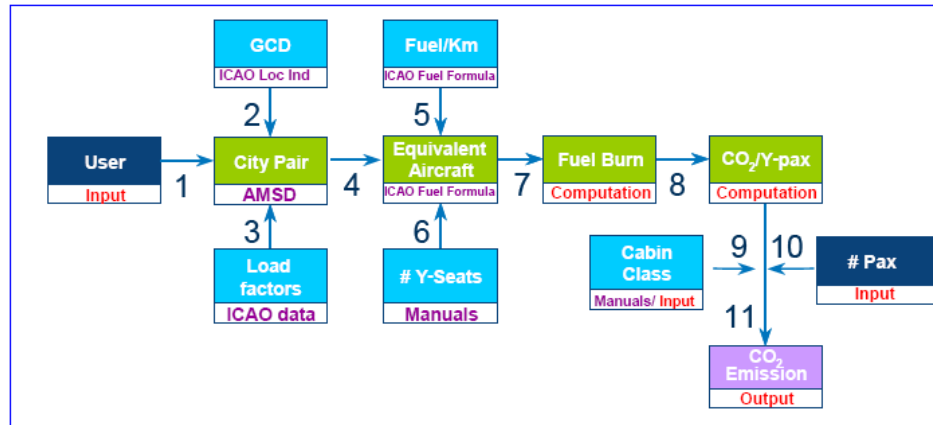 GCD
ICAO Loc Ind
Fuel/Km
ICAO Fuel Formula
2
5
User
Input
1
City Pair
AMSD
4
Equivalent
Aircraft
ICAO Fuel Formula
7
Fuel Burn
Computation
8
CO₂/Y-pax
Computation
3
6
Load
factors
ICAO data
# Y-Seats
Manuals
Cabin
Class
Manuals/ Input
9
10
# Pax
Input
11
CO₂
Emission
Output